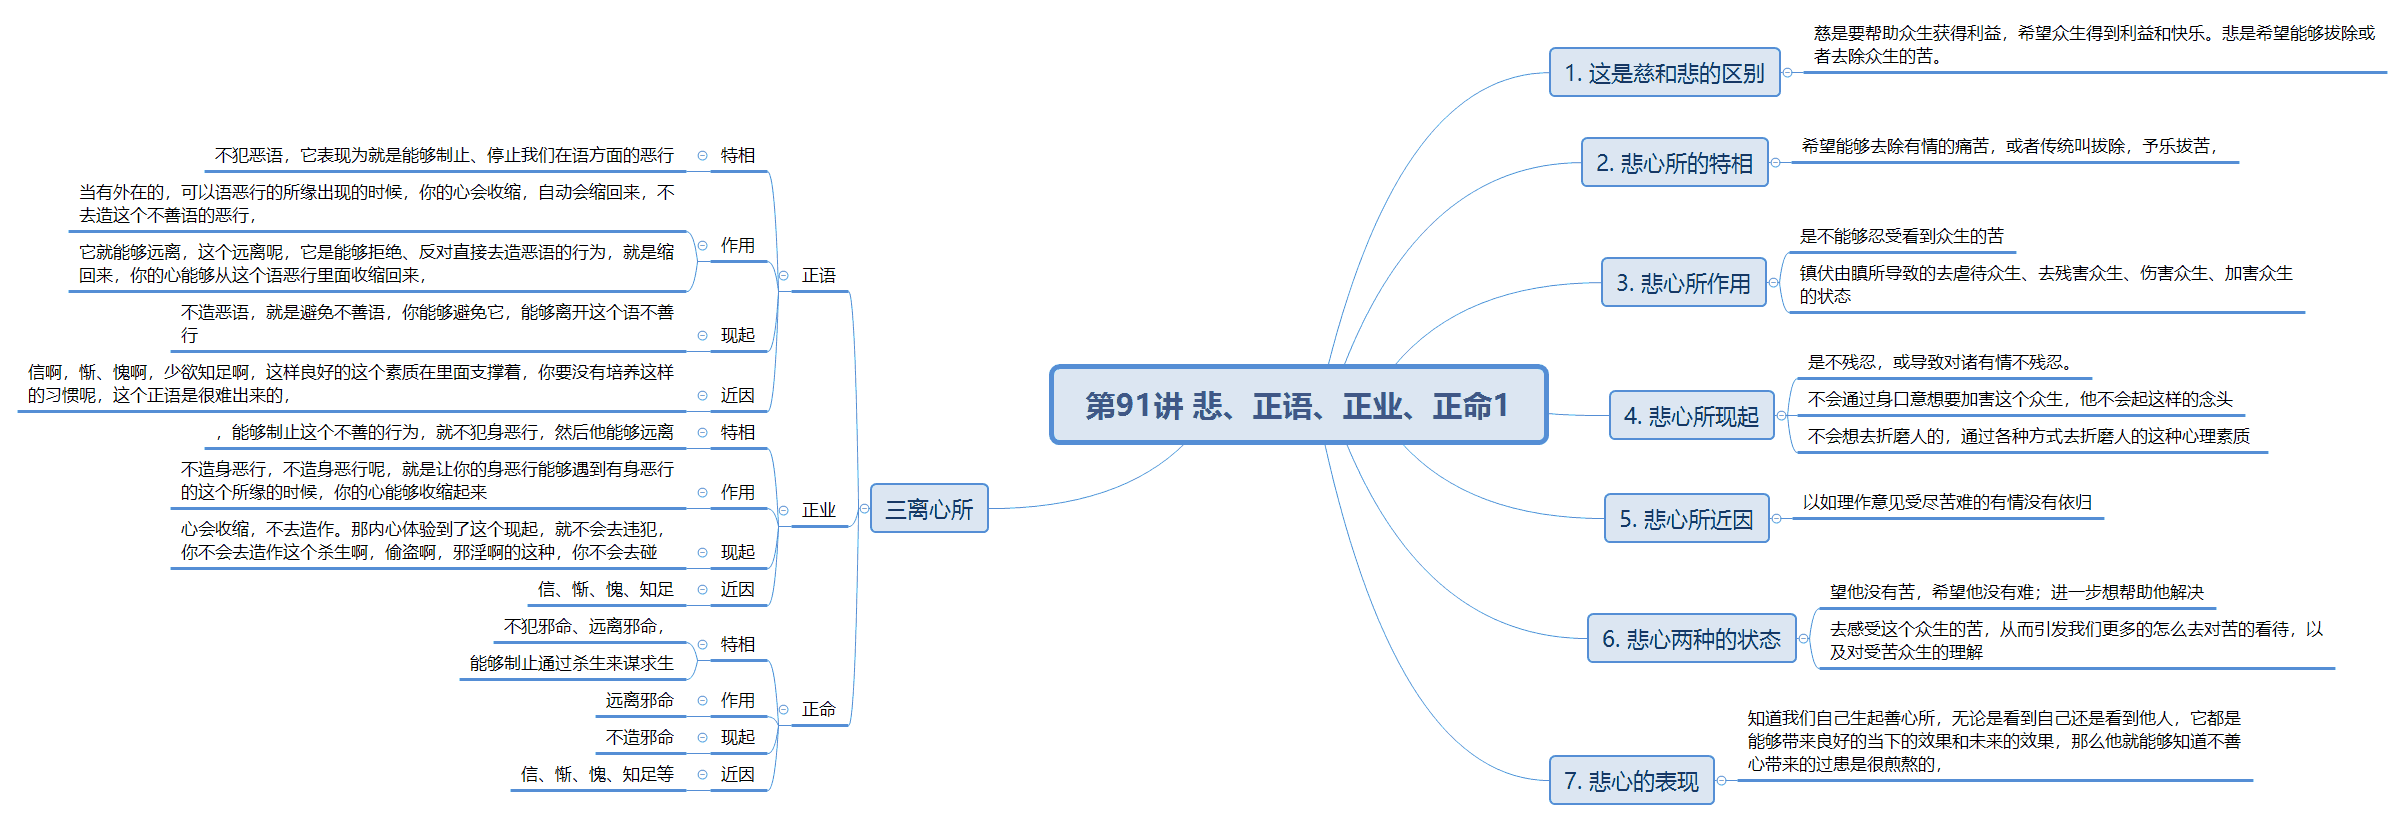 第91讲 悲、正语、正业、正命1
1. 这是慈和悲的区别
慈是要帮助众生获得利益，希望众生得到利益和快乐。悲是希望能够拔除或
者去除众生的苦。
2. 悲心所的特相
希望能够去除有情的痛苦，或者传统叫拔除，予乐拔苦，
3. 悲心所作用
是不能够忍受看到众生的苦
镇伏由瞋所导致的去虐待众生、去残害众生、伤害众生、加害众生
的状态
4. 悲心所现起
是不残忍，或导致对诸有情不残忍。
不会通过身口意想要加害这个众生，他不会起这样的念头
不会想去折磨人的，通过各种方式去折磨人的这种心理素质
5. 悲心所近因
以如理作意见受尽苦难的有情没有依归
6. 悲心两种的状态
望他没有苦，希望他没有难；进一步想帮助他解决
去感受这个众生的苦，从而引发我们更多的怎么去对苦的看待，以
及对受苦众生的理解
7. 悲心的表现
知道我们自己生起善心所，无论是看到自己还是看到他人，它都是
能够带来良好的当下的效果和未来的效果，那么他就能够知道不善
心带来的过患是很煎熬的，
三离心所
正语
特相
不犯恶语，它表现为就是能够制止、停止我们在语方面的恶行
作用
当有外在的，可以语恶行的所缘出现的时候，你的心会收缩，自动会缩回来，不
去造这个不善语的恶行，
它就能够远离，这个远离呢，它是能够拒绝、反对直接去造恶语的行为，就是缩
回来，你的心能够从这个语恶行里面收缩回来，
现起
不造恶语，就是避免不善语，你能够避免它，能够离开这个语不善
行
近因
信啊，惭、愧啊，少欲知足啊，这样良好的这个素质在里面支撑着，你要没有培养这样
的习惯呢，这个正语是很难出来的，
正业
特相
，能够制止这个不善的行为，就不犯身恶行，然后他能够远离
作用
不造身恶行，不造身恶行呢，就是让你的身恶行能够遇到有身恶行
的这个所缘的时候，你的心能够收缩起来
现起
心会收缩，不去造作。那内心体验到了这个现起，就不会去违犯，
你不会去造作这个杀生啊，偷盗啊，邪淫啊的这种，你不会去碰
近因
信、惭、愧、知足
正命
特相
不犯邪命、远离邪命，
能够制止通过杀生来谋求生
作用
远离邪命
现起
不造邪命
近因
信、惭、愧、知足等